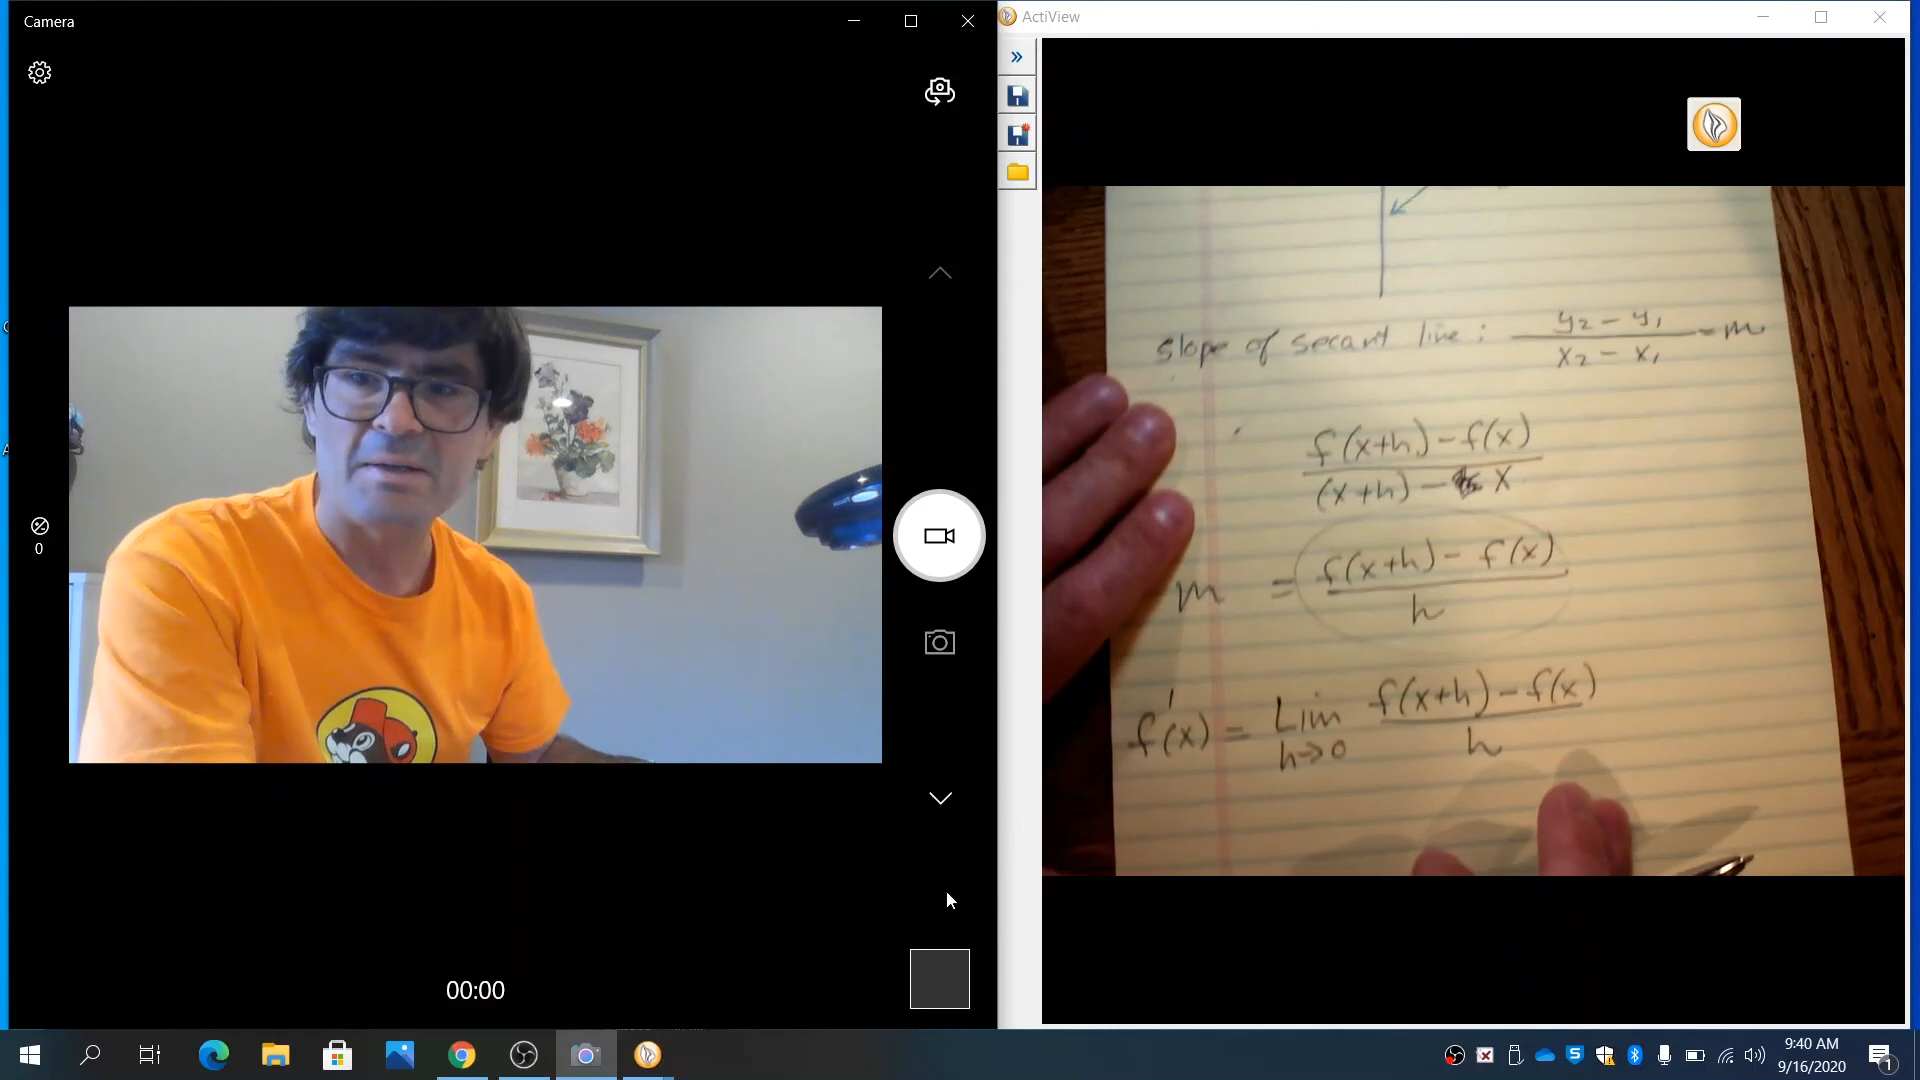 Camera
ActiView
slope of secant line : y₂ - y₁ / x₂ - x₁ = m
f(x+h) - f(x)
(x+h) - x
m = f(x+h) - f(x) / h
f'(x) = Lim h→0 f(x+h) - f(x) / h
0
00:00
9:40 AM
9/16/2020
1